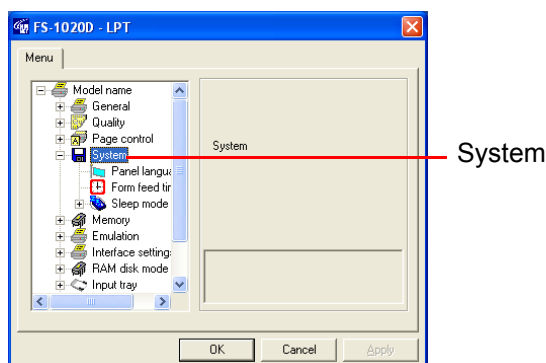 FS-1020D - LPT
Menu
Model name
General
Quality
Page control
System
Panel langua
Form feed tir
Sleep mode
Memory
Emulation
Interface setting:
RAM disk mode
Input tray
System
System
OK
Cancel
Apply